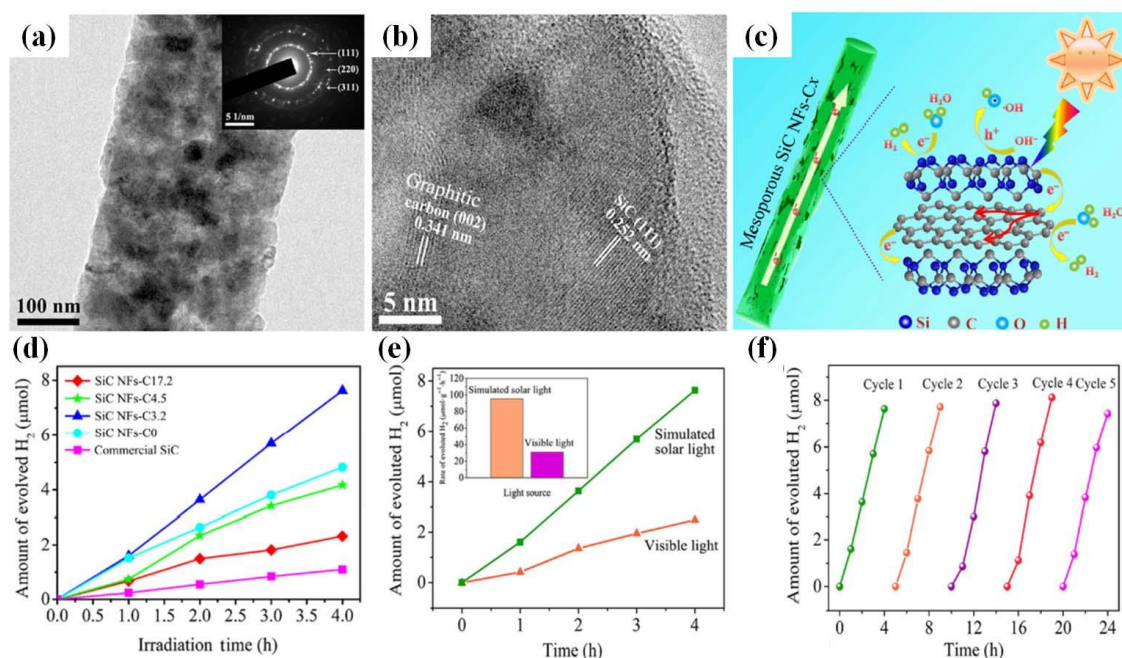 (a)
(111)
(220)
(311)
5 1/nm
100 nm
(b)
Graphitic
carbon (002)
0.341 nm
SiC (111)
0.252 nm
5 nm
(c)
Mesoporous SiC NFs-Cx
H₂O
H₂
e⁻
·OH
h⁺
OH⁻
e⁻
e⁻
H₂O
e⁻
H₂
Si C O H
(d)
Amount of evolved H₂ (μmol)
8
6
4
2
0
SiC NFs-C17.2
SiC NFs-C4.5
SiC NFs-C3.2
SiC NFs-C0
Commercial SiC
0.0 0.5 1.0 1.5 2.0 2.5 3.0 3.5 4.0
Irradiation time (h)
(e)
Amount of evoluted H₂ (μmol)
8
6
4
2
0
Rate of evoluted H₂ (μmol·g⁻¹·h⁻¹)
120
100
80
60
40
20
0
Simulated solar light
Visible light
Light source
Simulated
solar light
Visible light
0 1 2 3 4
Time (h)
(f)
Amount of evoluted H₂ (μmol)
8
6
4
2
0
Cycle 1 Cycle 2 Cycle 3 Cycle 4 Cycle 5
0 4 8 12 16 20 24
Time (h)